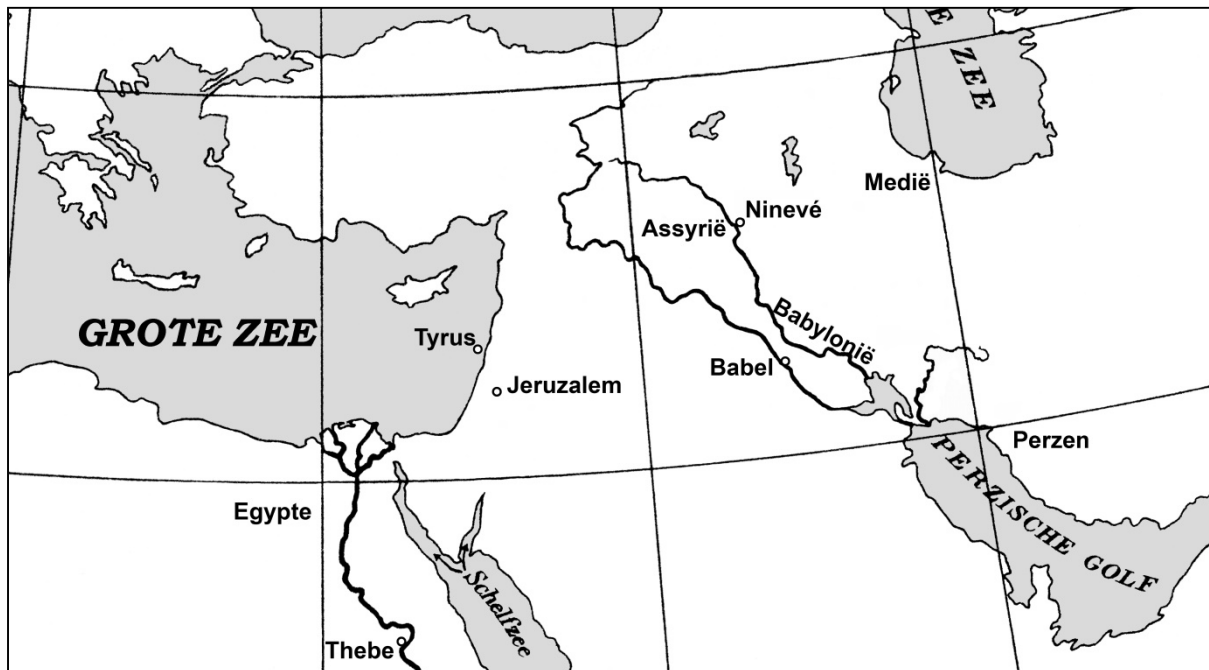 E ZEE
Medië
Ninevé
Assyrië
GROTE ZEE
Tyrus
Babylonië
Babel
Jeruzalem
Perzen
PERZISCHE GOLF
Egypte
Schelfzee
Thebe